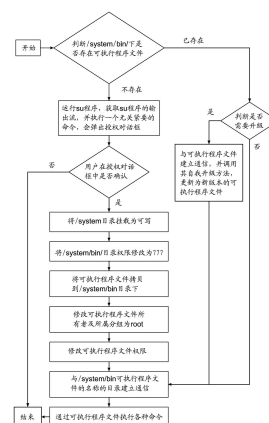 开始
判断/system/bin/下是
否存在可执行程序文件
已存在
不存在
运行su程序，获取su程序的输
出流，并执行一个无关紧要的
命令，会弹出授权对话框
判断是否
需要升级
是
否
与可执行程序文件
建立通信，并调用
其自我升级方法，
更新为新版本的可
执行程序文件
用户在授权对话
框中是否确认
否
是
将/system目录挂载为可写
将/system/bin/目录权限修改为777
将可执行程序文件拷贝
到/system/bin目录下
修改可执行程序文件所
有者及所属分组为root
修改可执行程序文件权限
与/system/bin可执行程序文
件的名称的目录建立通信
通过可执行程序文件执行各种命令
结束